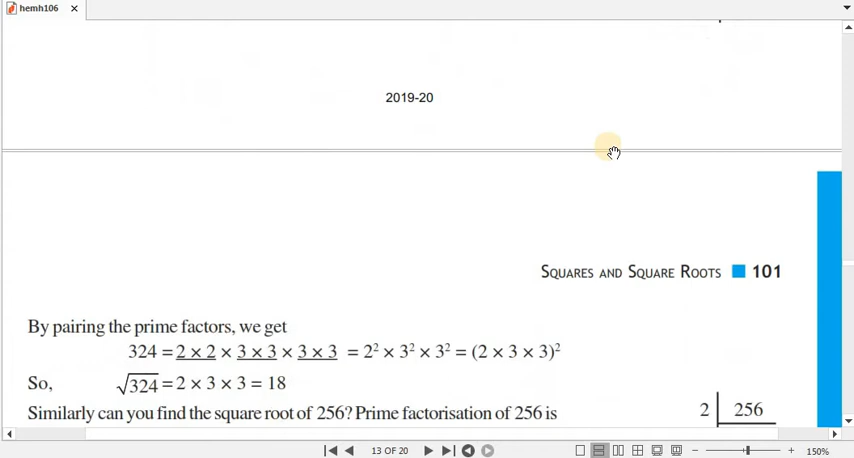 hemh106
2019-20
SQUARES AND SQUARE ROOTS 101
By pairing the prime factors, we get
324 = 2 × 2 × 3 × 3 × 3 × 3 = 2² × 3² × 3² = (2 × 3 × 3)²
So, √324 = 2 × 3 × 3 = 18
Similarly can you find the square root of 256? Prime factorisation of 256 is
2 256
13 OF 20
150%